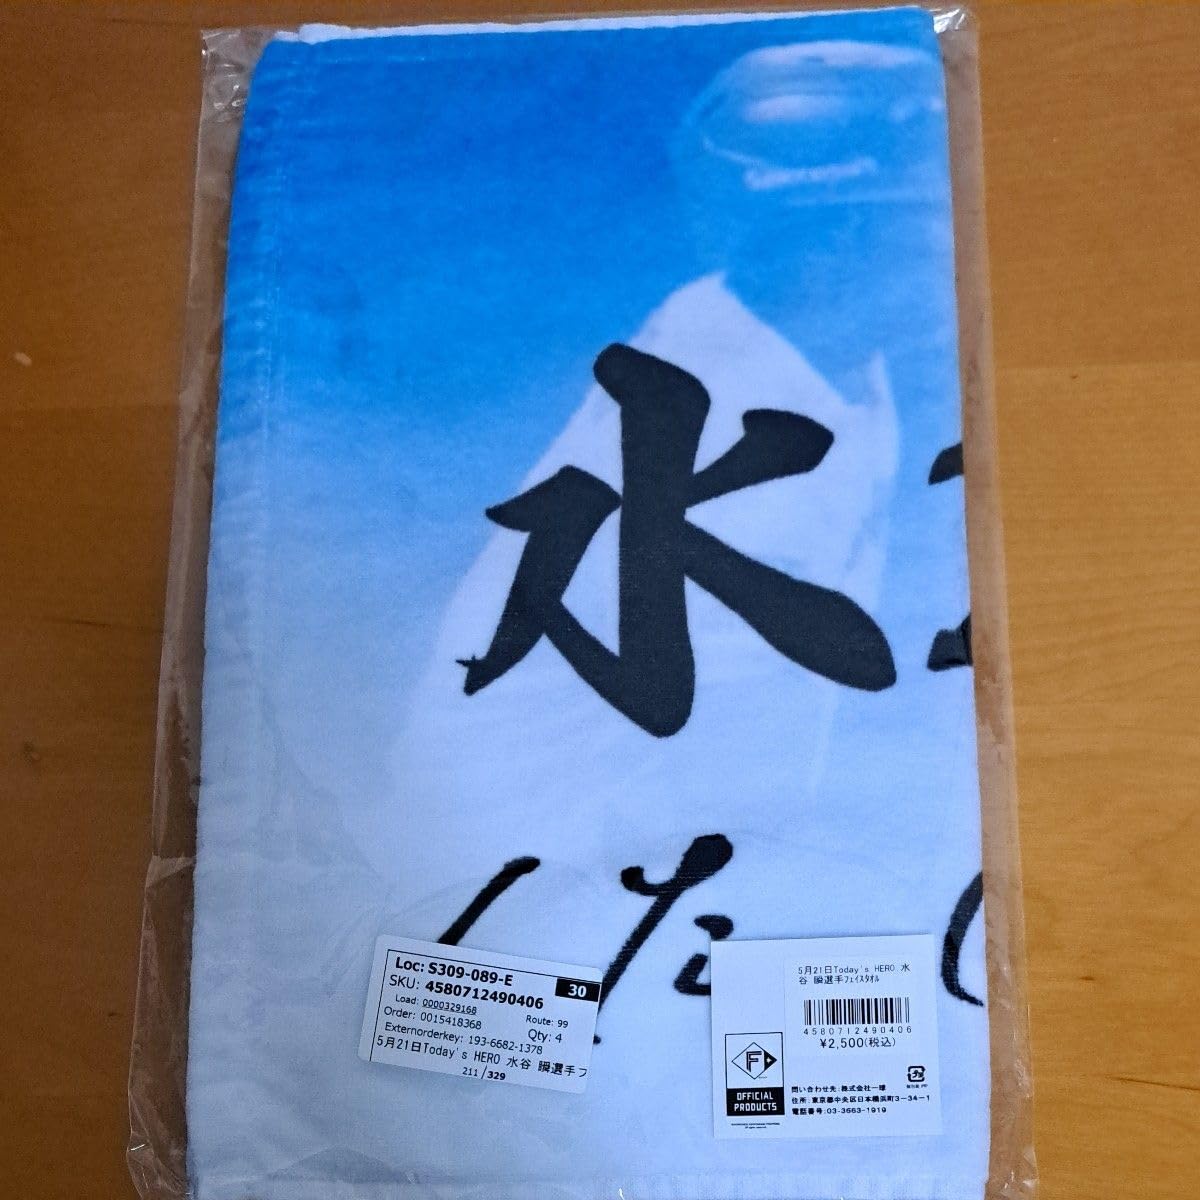 水
Loc: S309-089-E
30
SKU: 4580712490406
Load: 0000329168
Route: 99
Order: 0015418368
Qty: 4
Externorderkey: 193-6682-1378
5月21日Today's HERO 水谷 瞬選手フ
211 / 329
5月21日Today's HERO 水
谷 瞬選手フェイスタオル
4580712490406
¥2,500(税込)
F
OFFICIAL
PRODUCTS
プラ
問い合わせ先:株式会社一球
住所:東京都中央区日本橋浜町3-34-1
電話番号:03-3663-1919